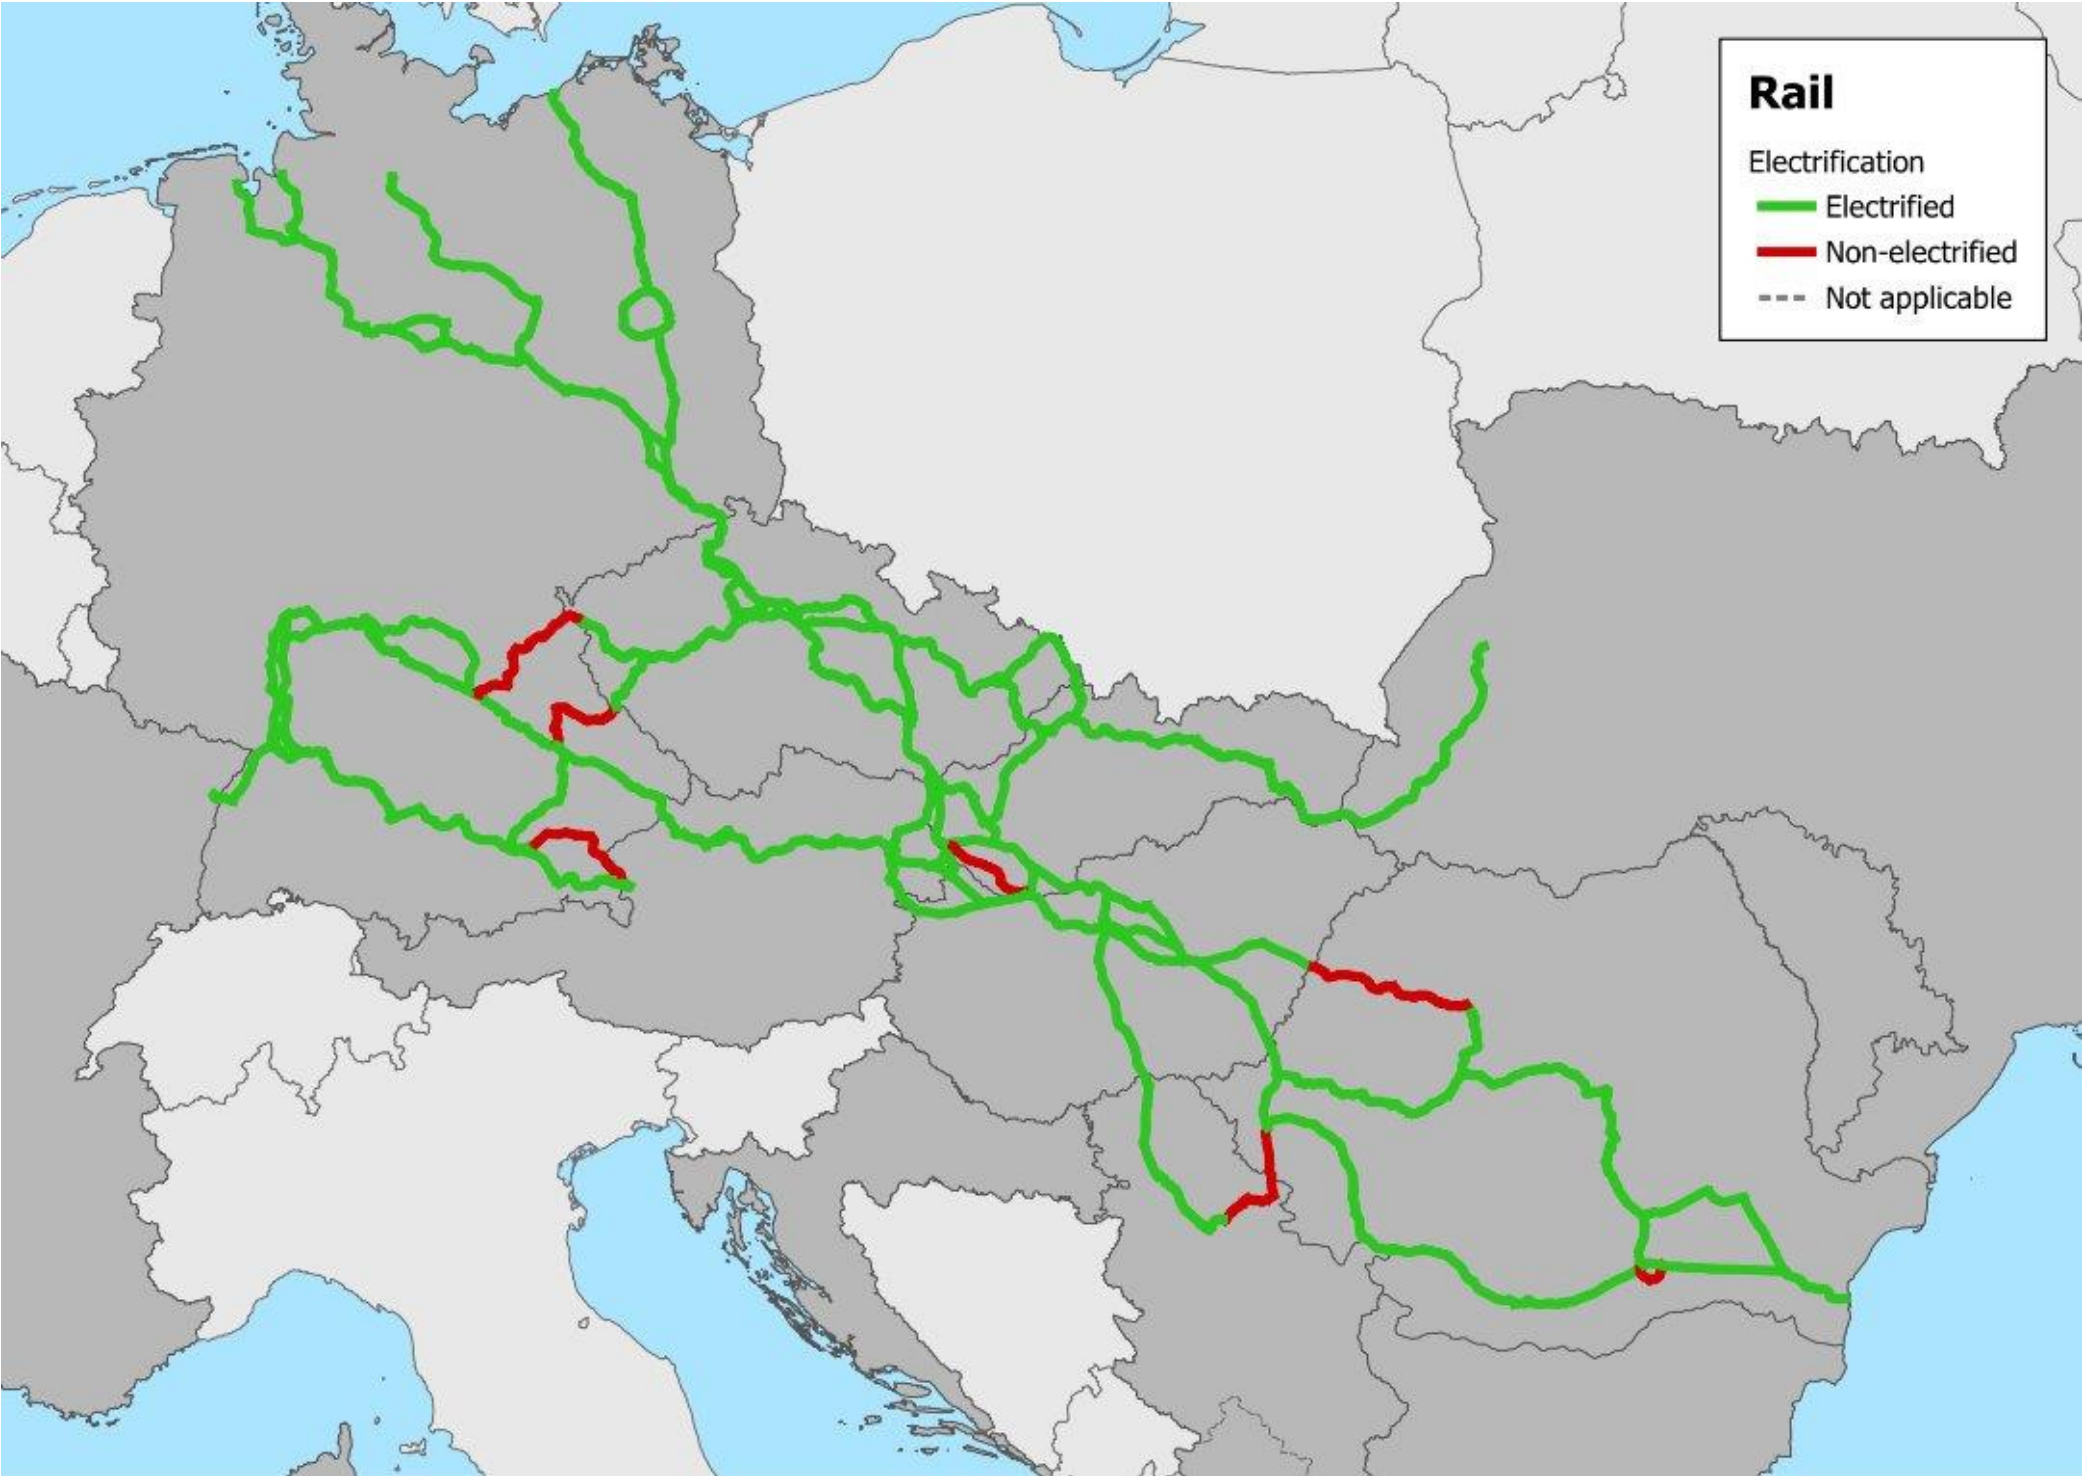 Rail
Electrification
Electrified
Non-electrified
Not applicable